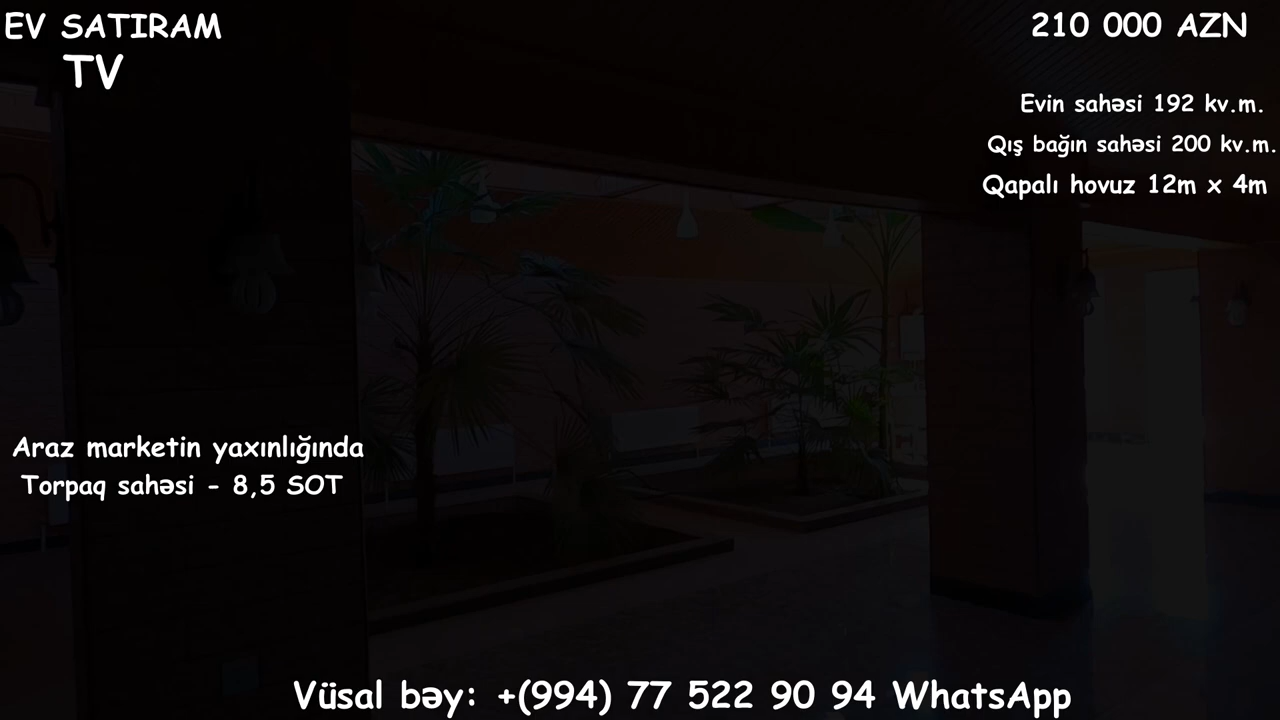 EV SATIRAM
TV
210 000 AZN
Evin sahəsi 192 kv.m.
Qış bağın sahəsi 200 kv.m.
Qapalı hovuz 12m x 4m
Araz marketin yaxınlığında
Torpaq sahəsi - 8,5 SOT
Vüsal bəy: +(994) 77 522 90 94 WhatsApp